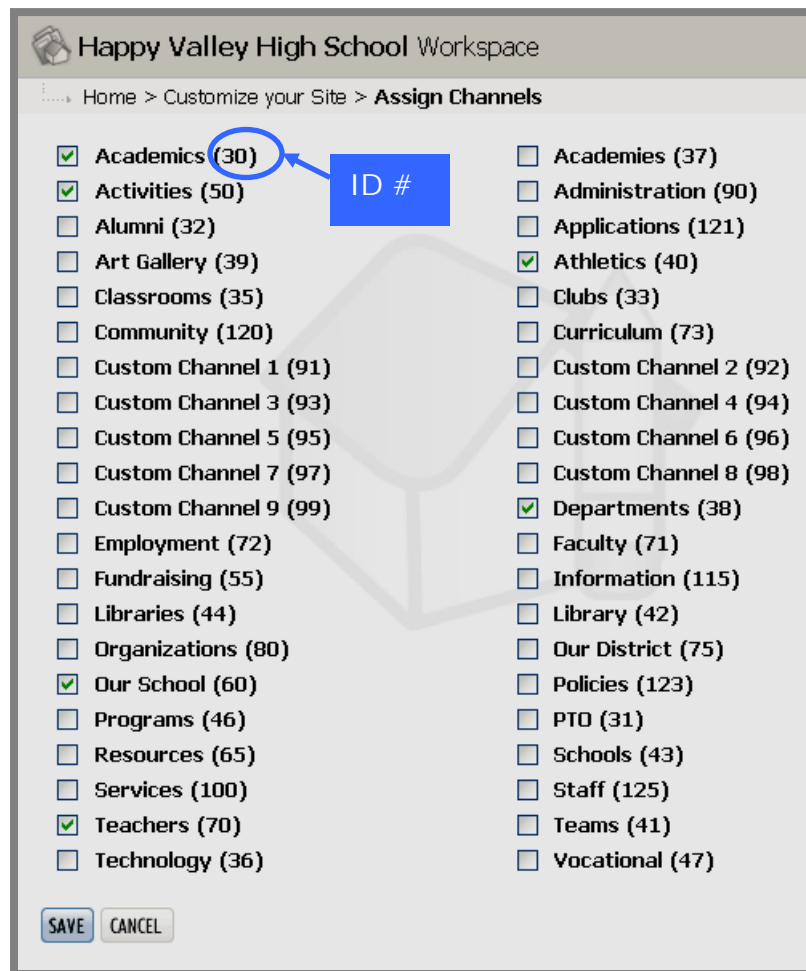 Happy Valley High School Workspace
Home > Customize your Site > Assign Channels
Academics (30)
ID #
Academies (37)
Activities (50)
Administration (90)
Alumni (32)
Applications (121)
Art Gallery (39)
Athletics (40)
Classrooms (35)
Clubs (33)
Community (120)
Curriculum (73)
Custom Channel 1 (91)
Custom Channel 2 (92)
Custom Channel 3 (93)
Custom Channel 4 (94)
Custom Channel 5 (95)
Custom Channel 6 (96)
Custom Channel 7 (97)
Custom Channel 8 (98)
Custom Channel 9 (99)
Departments (38)
Employment (72)
Faculty (71)
Fundraising (55)
Information (115)
Libraries (44)
Library (42)
Organizations (80)
Our District (75)
Our School (60)
Policies (123)
Programs (46)
PTO (31)
Resources (65)
Schools (43)
Services (100)
Staff (125)
Teachers (70)
Teams (41)
Technology (36)
Vocational (47)
SAVE
CANCEL